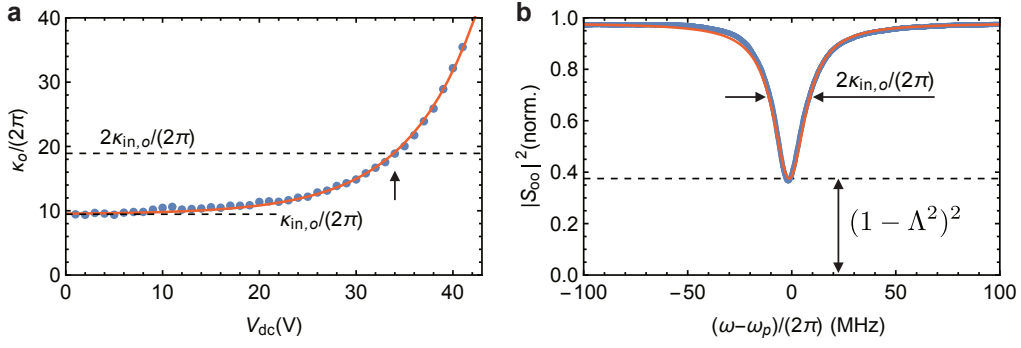 a
κo/(2π)
40
30
20
10
0
2κin,o/(2π)
κin,o/(2π)
0 10 20 30 40
Vdc(V)
b
|Soo|²(norm.)
1.0
0.8
0.6
0.4
0.2
0.0
2κin,o/(2π)
(1 − Λ²)²
−100 −50 0 50 100
(ω−ωp)/(2π) (MHz)